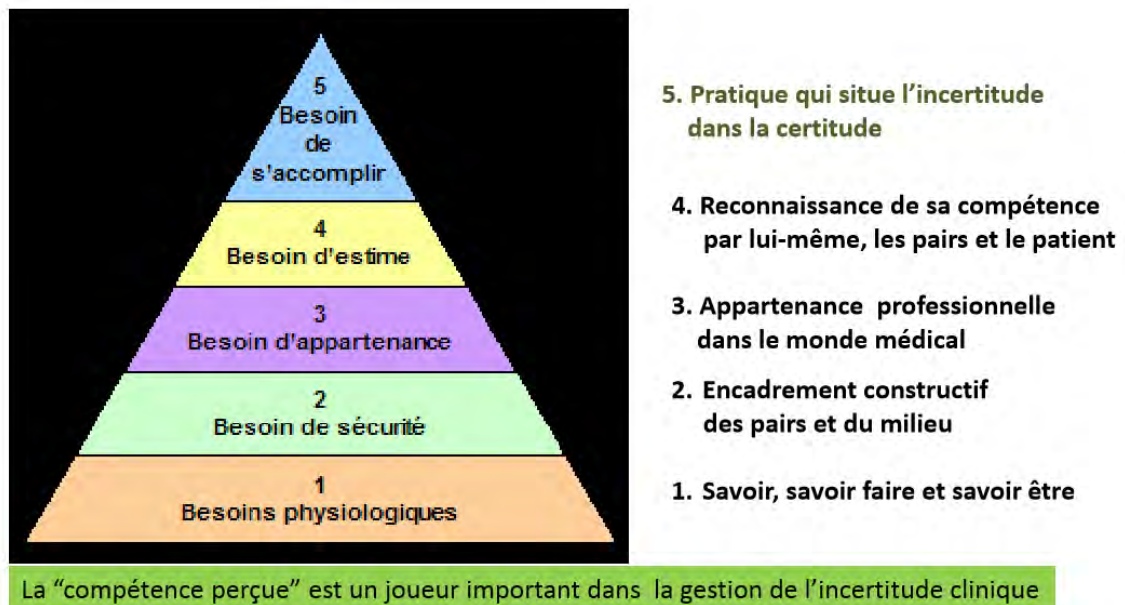 5
Besoin
de
s'accomplir
4
Besoin d'estime
3
Besoin d'appartenance
2
Besoin de sécurité
1
Besoins physiologiques
5. Pratique qui situe l'incertitude
dans la certitude
4. Reconnaissance de sa compétence
par lui-même, les pairs et le patient
3. Appartenance professionnelle
dans le monde médical
2. Encadrement constructif
des pairs et du milieu
1. Savoir, savoir faire et savoir être
La “compétence perçue” est un joueur important dans la gestion de l'incertitude clinique